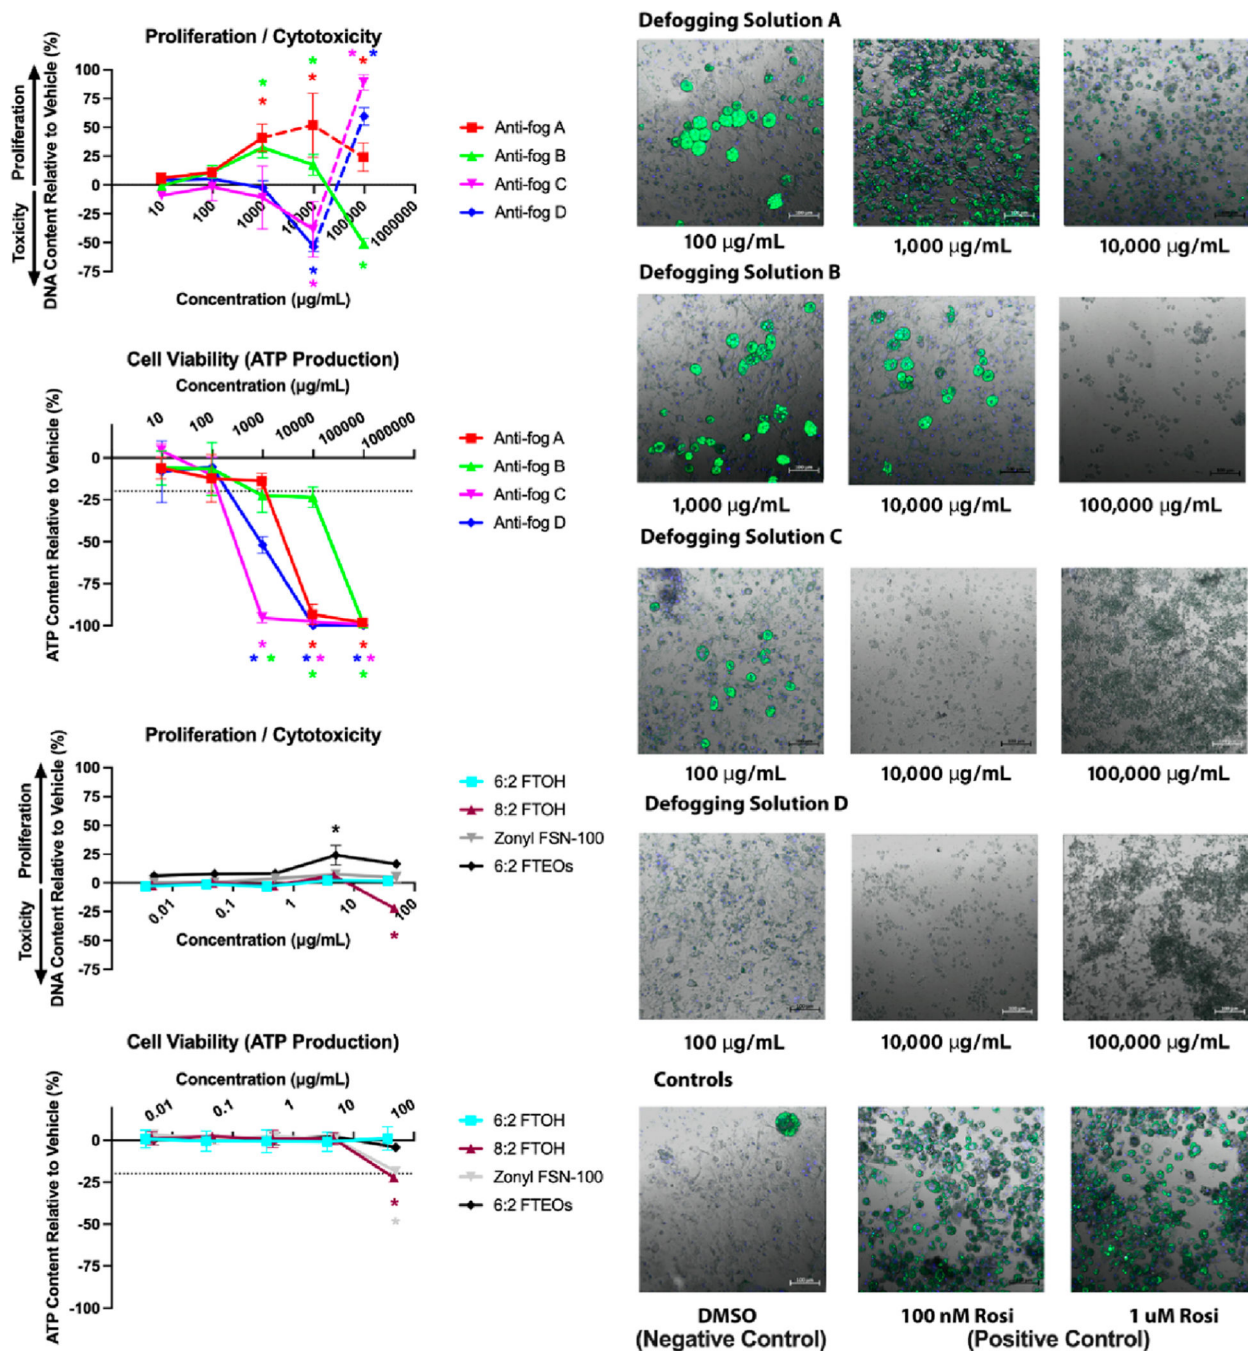 Proliferation / Cytotoxicity
Proliferation
Toxicity
DNA Content Relative to Vehicle (%)
100
75
50
25
0
-25
-50
-75
10
100
1000
10000
100000
1000000
Concentration (µg/mL)
Anti-fog A
Anti-fog B
Anti-fog C
Anti-fog D
Cell Viability (ATP Production)
Concentration (µg/mL)
10
100
1000
10000
100000
1000000
ATP Content Relative to Vehicle (%)
0
-25
-50
-75
-100
Anti-fog A
Anti-fog B
Anti-fog C
Anti-fog D
Proliferation / Cytotoxicity
Proliferation
Toxicity
DNA Content Relative to Vehicle (%)
100
75
50
25
0
-25
-50
-75
0.01
0.1
1
10
100
Concentration (µg/mL)
6:2 FTOH
8:2 FTOH
Zonyl FSN-100
6:2 FTEOs
Cell Viability (ATP Production)
Concentration (µg/mL)
0.01
0.1
1
10
100
ATP Content Relative to Vehicle (%)
0
-25
-50
-75
-100
6:2 FTOH
8:2 FTOH
Zonyl FSN-100
6:2 FTEOs
Defogging Solution A
100 µg/mL
1,000 µg/mL
10,000 µg/mL
Defogging Solution B
1,000 µg/mL
10,000 µg/mL
100,000 µg/mL
Defogging Solution C
100 µg/mL
10,000 µg/mL
100,000 µg/mL
Defogging Solution D
100 µg/mL
10,000 µg/mL
100,000 µg/mL
Controls
DMSO
(Negative Control)
100 nM Rosi
1 uM Rosi
(Positive Control)